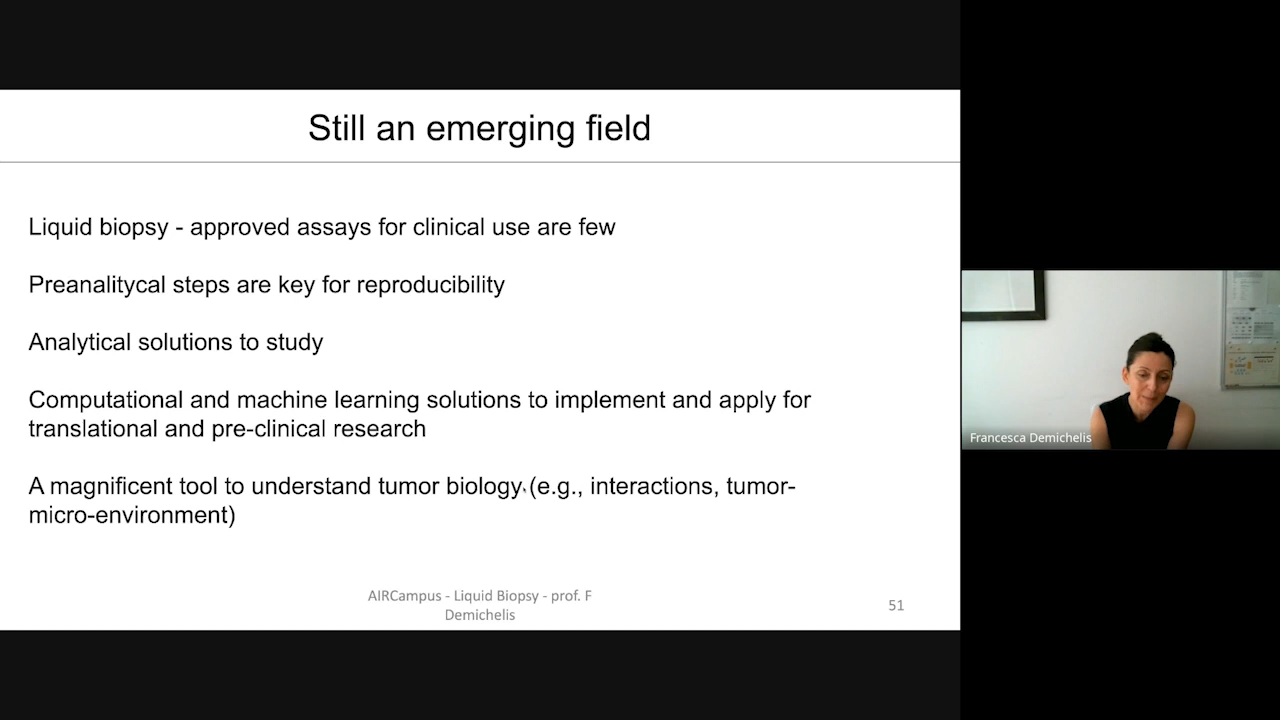 Still an emerging field
Liquid biopsy - approved assays for clinical use are few
Preanalitycal steps are key for reproducibility
Analytical solutions to study
Computational and machine learning solutions to implement and apply for
translational and pre-clinical research
A magnificent tool to understand tumor biology (e.g., interactions, tumor-
micro-environment)
AIRCampus - Liquid Biopsy - prof. F
Demichelis
51
Francesca Demichelis